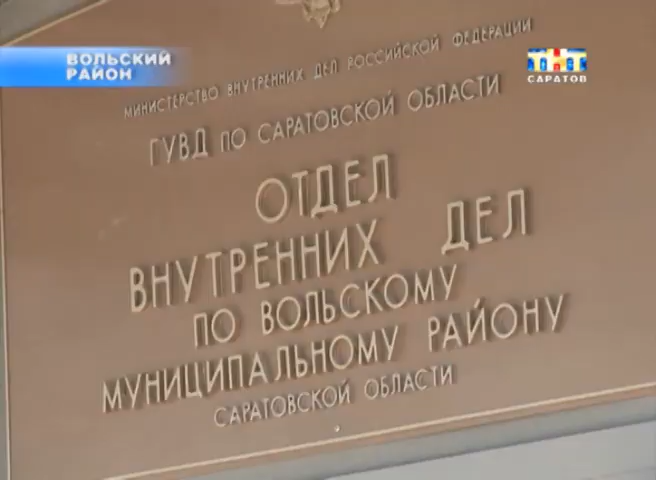 ВОЛЬСКИЙ
РАЙОН
ТНТ
САРАТОВ
МИНИСТЕРСТВО ВНУТРЕННИХ ДЕЛ РОССИЙСКОЙ ФЕДЕРАЦИИ
ГУВД ПО САРАТОВСКОЙ ОБЛАСТИ
ОТДЕЛ
ВНУТРЕННИХ ДЕЛ
ПО ВОЛЬСКОМУ
МУНИЦИПАЛЬНОМУ РАЙОНУ
САРАТОВСКОЙ ОБЛАСТИ